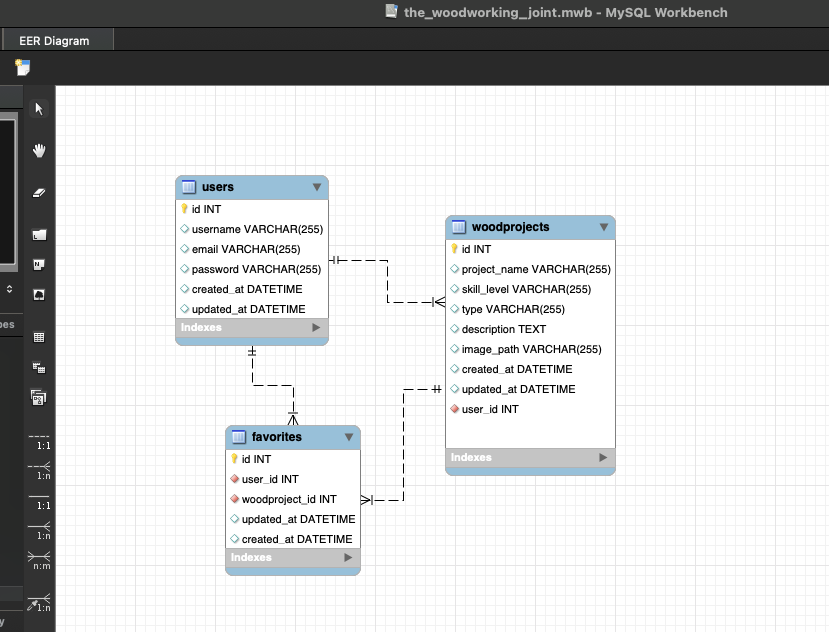 the_woodworking_joint.mwb - MySQL Workbench
EER Diagram
users
id INT
username VARCHAR(255)
email VARCHAR(255)
password VARCHAR(255)
created_at DATETIME
updated_at DATETIME
Indexes
woodprojects
id INT
project_name VARCHAR(255)
skill_level VARCHAR(255)
type VARCHAR(255)
description TEXT
image_path VARCHAR(255)
created_at DATETIME
updated_at DATETIME
user_id INT
Indexes
favorites
id INT
user_id INT
woodproject_id INT
updated_at DATETIME
created_at DATETIME
Indexes
pes
1:1
1:n
1:1
1:n
n:m
1:n
y